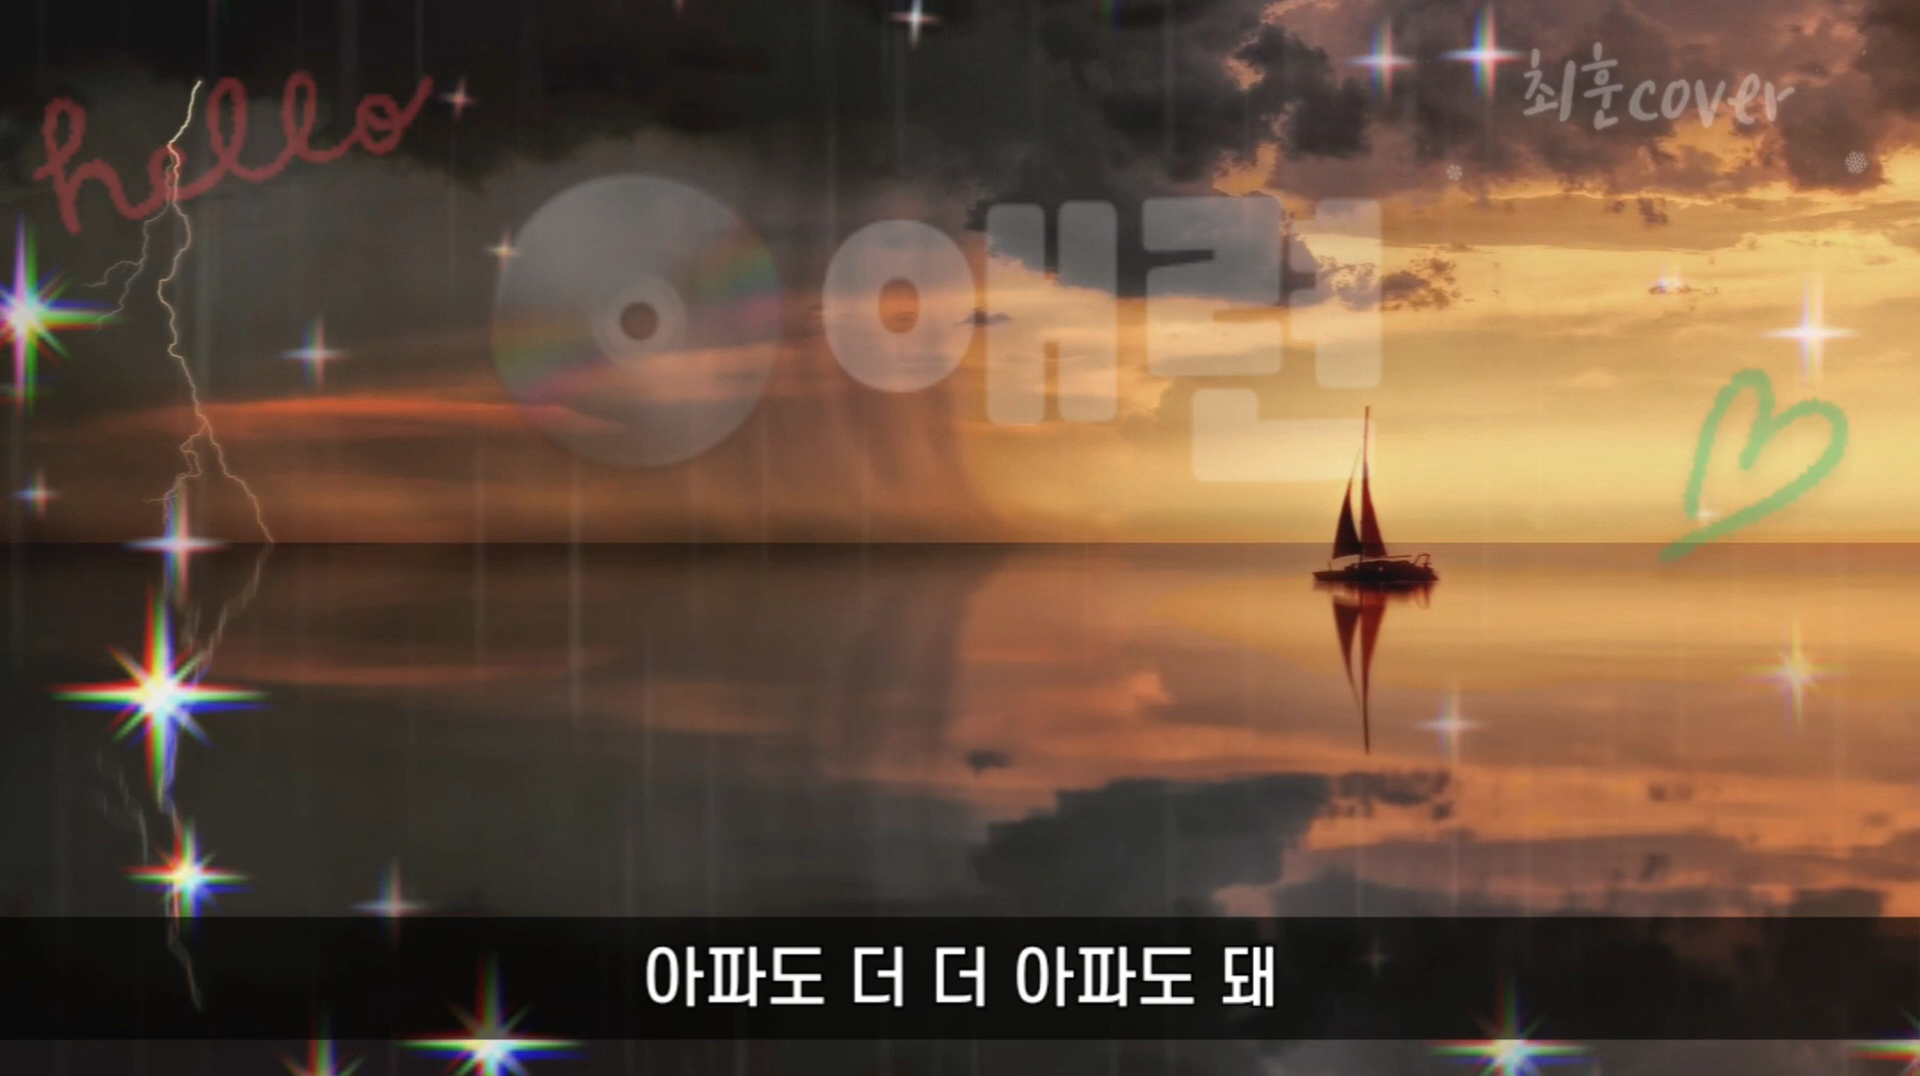 hello
최훈cover
애련
아파도 더 더 아파도 돼